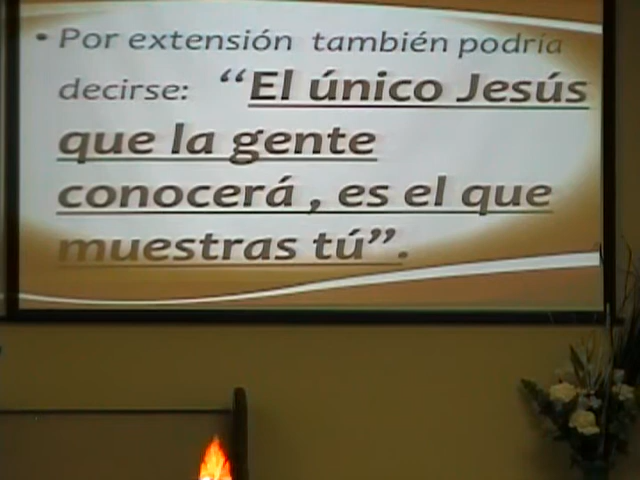 • Por extensión también podría
decirse: “El único Jesús
que la gente
conocerá , es el que
muestras tú”.